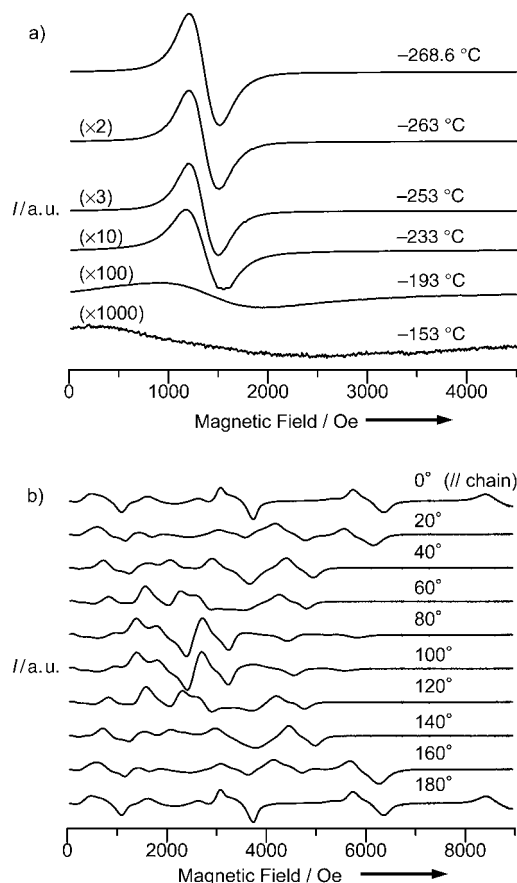 a)
–268.6 °C
(×2)
–263 °C
(×3)
–253 °C
I / a.u.
(×10)
–233 °C
(×100)
–193 °C
(×1000)
–153 °C
0 1000 2000 3000 4000
Magnetic Field / Oe
b)
0° (// chain)
20°
40°
60°
80°
I / a.u.
100°
120°
140°
160°
180°
0 2000 4000 6000 8000
Magnetic Field / Oe